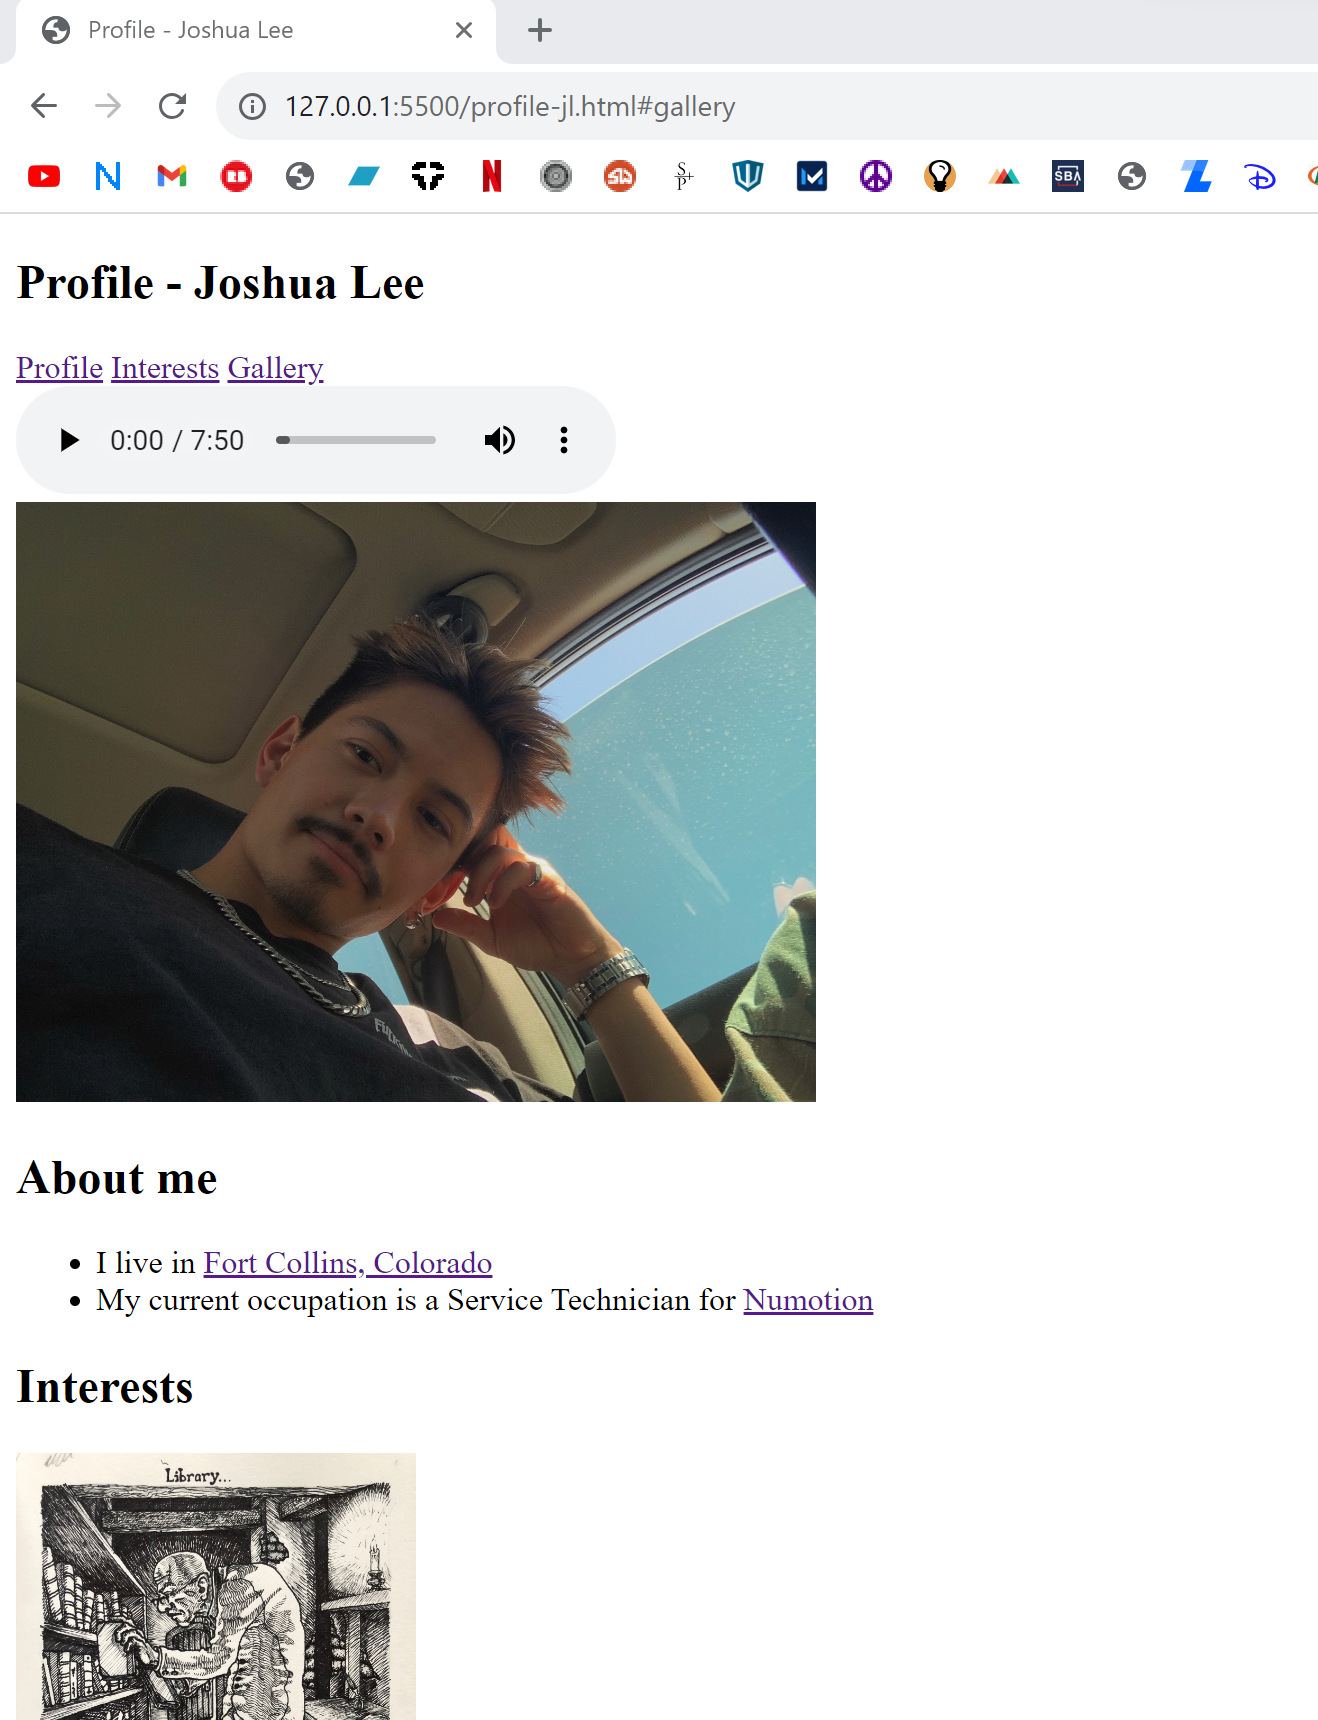 Profile - Joshua Lee
127.0.0.1:5500/profile-jl.html#gallery
Profile - Joshua Lee
Profile Interests Gallery
0:00 / 7:50
About me
I live in Fort Collins, Colorado
My current occupation is a Service Technician for Numotion
Interests
Library...